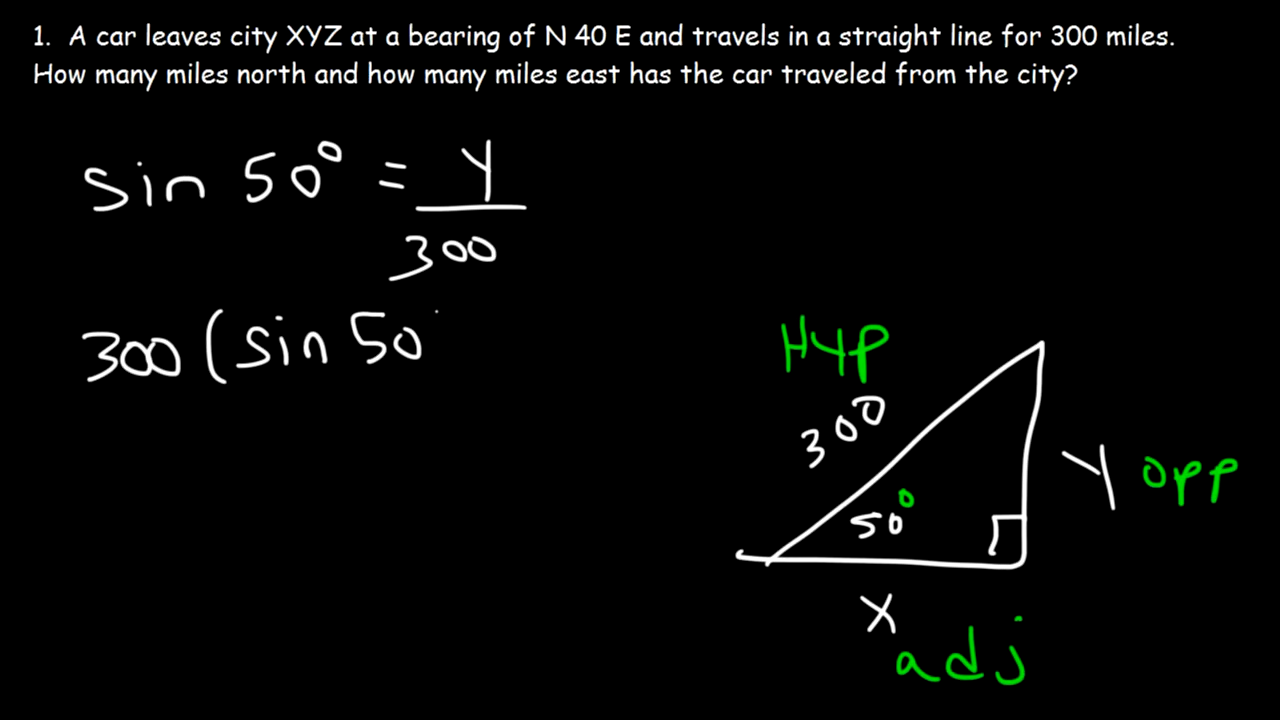 1. A car leaves city XYZ at a bearing of N 40 E and travels in a straight line for 300 miles.
How many miles north and how many miles east has the car traveled from the city?
sin 50° = y
300
300 (sin 50
Hyp
300
y opp
50°
x
adj